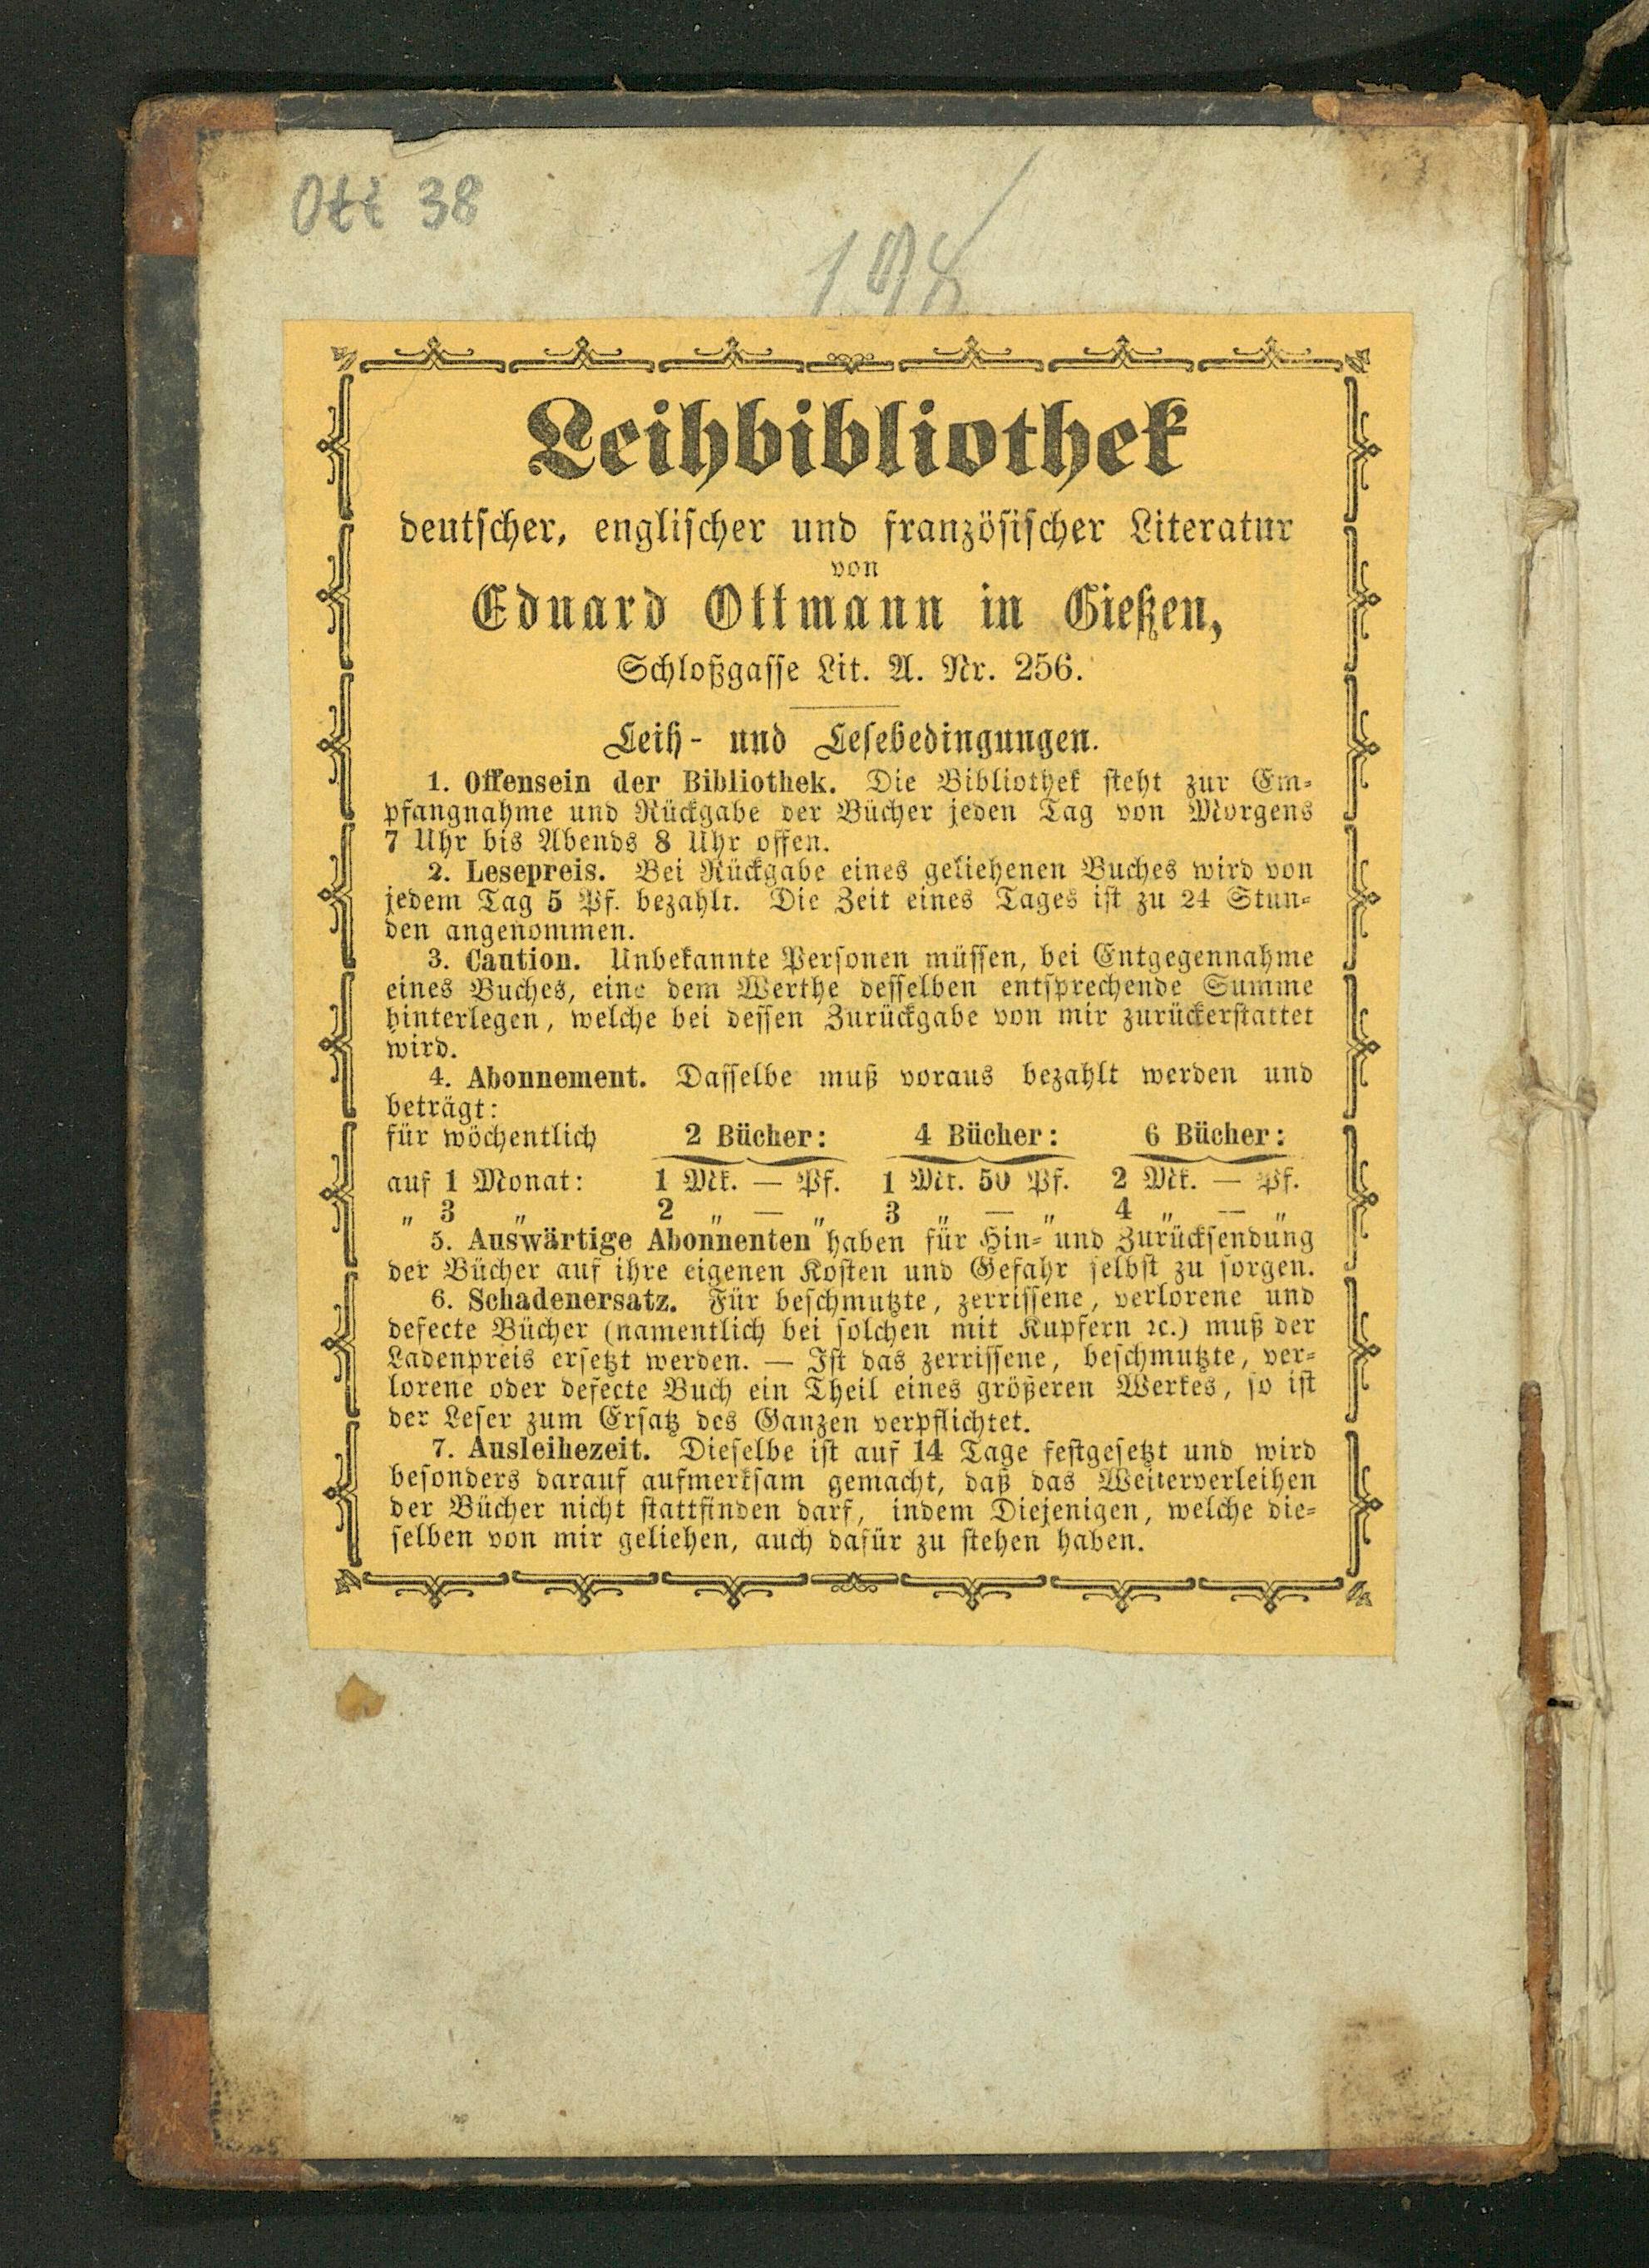 Ott 38
198
Leihbibliothek
deutscher, englischer und französischer Literatur
von
Eduard Ottmann in Gießen,
Schloßgasse Lit. A. Nr. 256.
Leih- und Lesebedingungen.
1. Offensein der Bibliothek. Die Bibliothek steht zur Em-
pfangnahme und Rückgabe der Bücher jeden Tag von Morgens
7 Uhr bis Abends 8 Uhr offen.
2. Lesepreis. Bei Rückgabe eines geliehenen Buches wird von
jedem Tag 5 Pf. bezahlt. Die Zeit eines Tages ist zu 24 Stun-
den angenommen.
3. Caution. Unbekannte Personen müssen, bei Entgegennahme
eines Buches, eine dem Werthe desselben entsprechende Summe
hinterlegen, welche bei dessen Zurückgabe von mir zurückerstattet
wird.
4. Abonnement. Dasselbe muß voraus bezahlt werden und
beträgt:
für wöchentlich 2 Bücher: 4 Bücher: 6 Bücher:
auf 1 Monat: 1 Mk. — Pf. 1 Mk. 50 Pf. 2 Mk. — Pf.
„ 3 „ 2 „ — „ 3 „ — „ 4 „ — „
5. Auswärtige Abonnenten haben für Hin- und Zurücksendung
der Bücher auf ihre eigenen Kosten und Gefahr selbst zu sorgen.
6. Schadenersatz. Für beschmutzte, zerrissene, verlorene und
defecte Bücher (namentlich bei solchen mit Kupfern ꝛc.) muß der
Ladenpreis ersetzt werden. — Ist das zerrissene, beschmutzte, ver-
lorene oder defecte Buch ein Theil eines größeren Werkes, so ist
der Leser zum Ersatz des Ganzen verpflichtet.
7. Ausleihezeit. Dieselbe ist auf 14 Tage festgesetzt und wird
besonders darauf aufmerksam gemacht, daß das Weiterverleihen
der Bücher nicht stattfinden darf, indem Diejenigen, welche die-
selben von mir geliehen, auch dafür zu stehen haben.